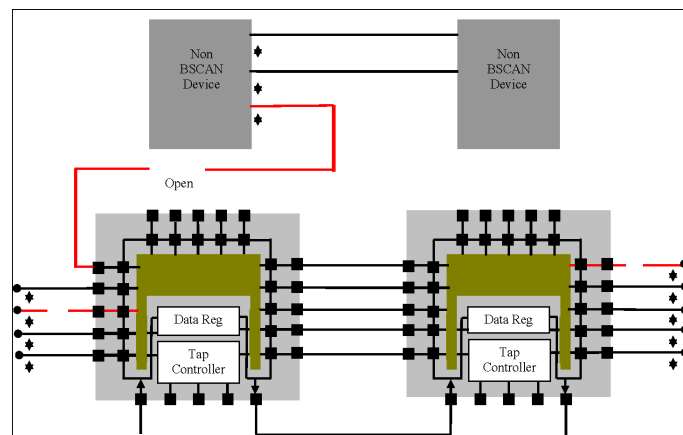 Non
BSCAN
Device
Non
BSCAN
Device
Open
Data Reg
Tap
Controller
Data Reg
Tap
Controller